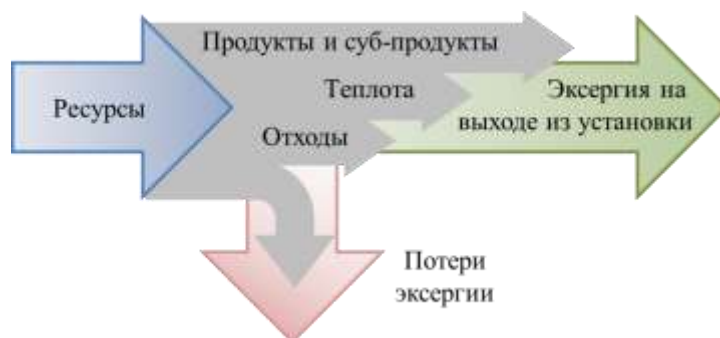 Продукты и суб-продукты
Ресурсы
Теплота
Эксергия на
выходе из установки
Отходы
Потери
эксергии